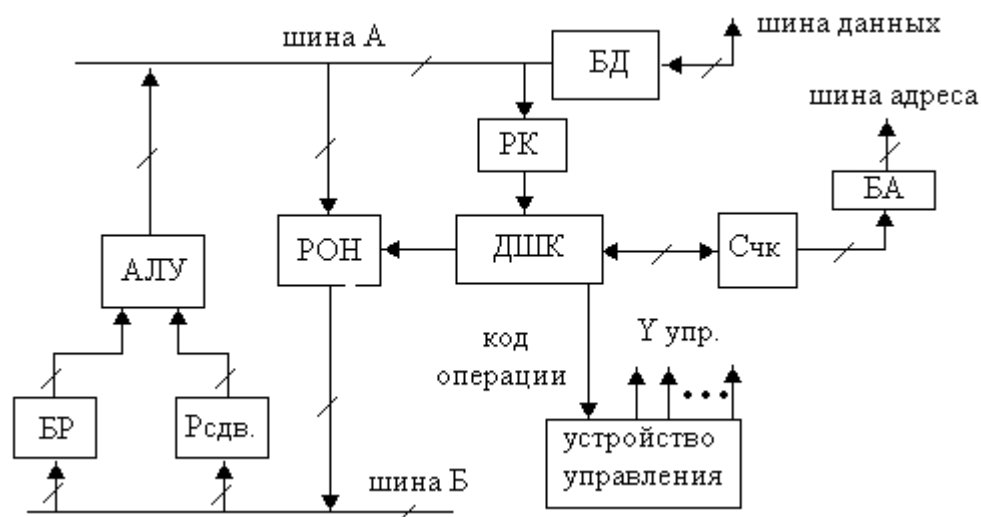 шина А
шина данных
БД
шина адреса
РК
БА
РОН
ДШК
Счк
АЛУ
код
операции
Y упр.
БР
Рсдв.
устройство
управления
шина Б